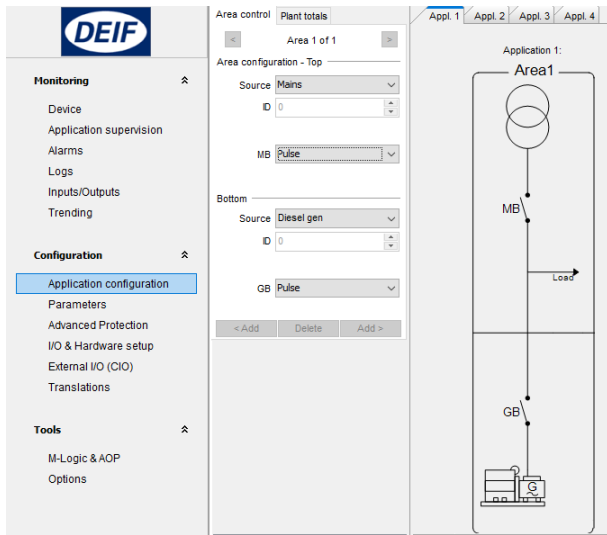 DEIF
Monitoring
Device
Application supervision
Alarms
Logs
Inputs/Outputs
Trending
Configuration
Application configuration
Parameters
Advanced Protection
I/O & Hardware setup
External I/O (CIO)
Translations
Tools
M-Logic & AOP
Options
Area control Plant totals
< Area 1 of 1 >
Area configuration - Top
Source Mains
ID 0
MB Pulse
Bottom
Source Diesel gen
ID 0
GB Pulse
< Add Delete Add >
Appl. 1 Appl. 2 Appl. 3 Appl. 4
Application 1:
Area1
MB
Load
GB
G